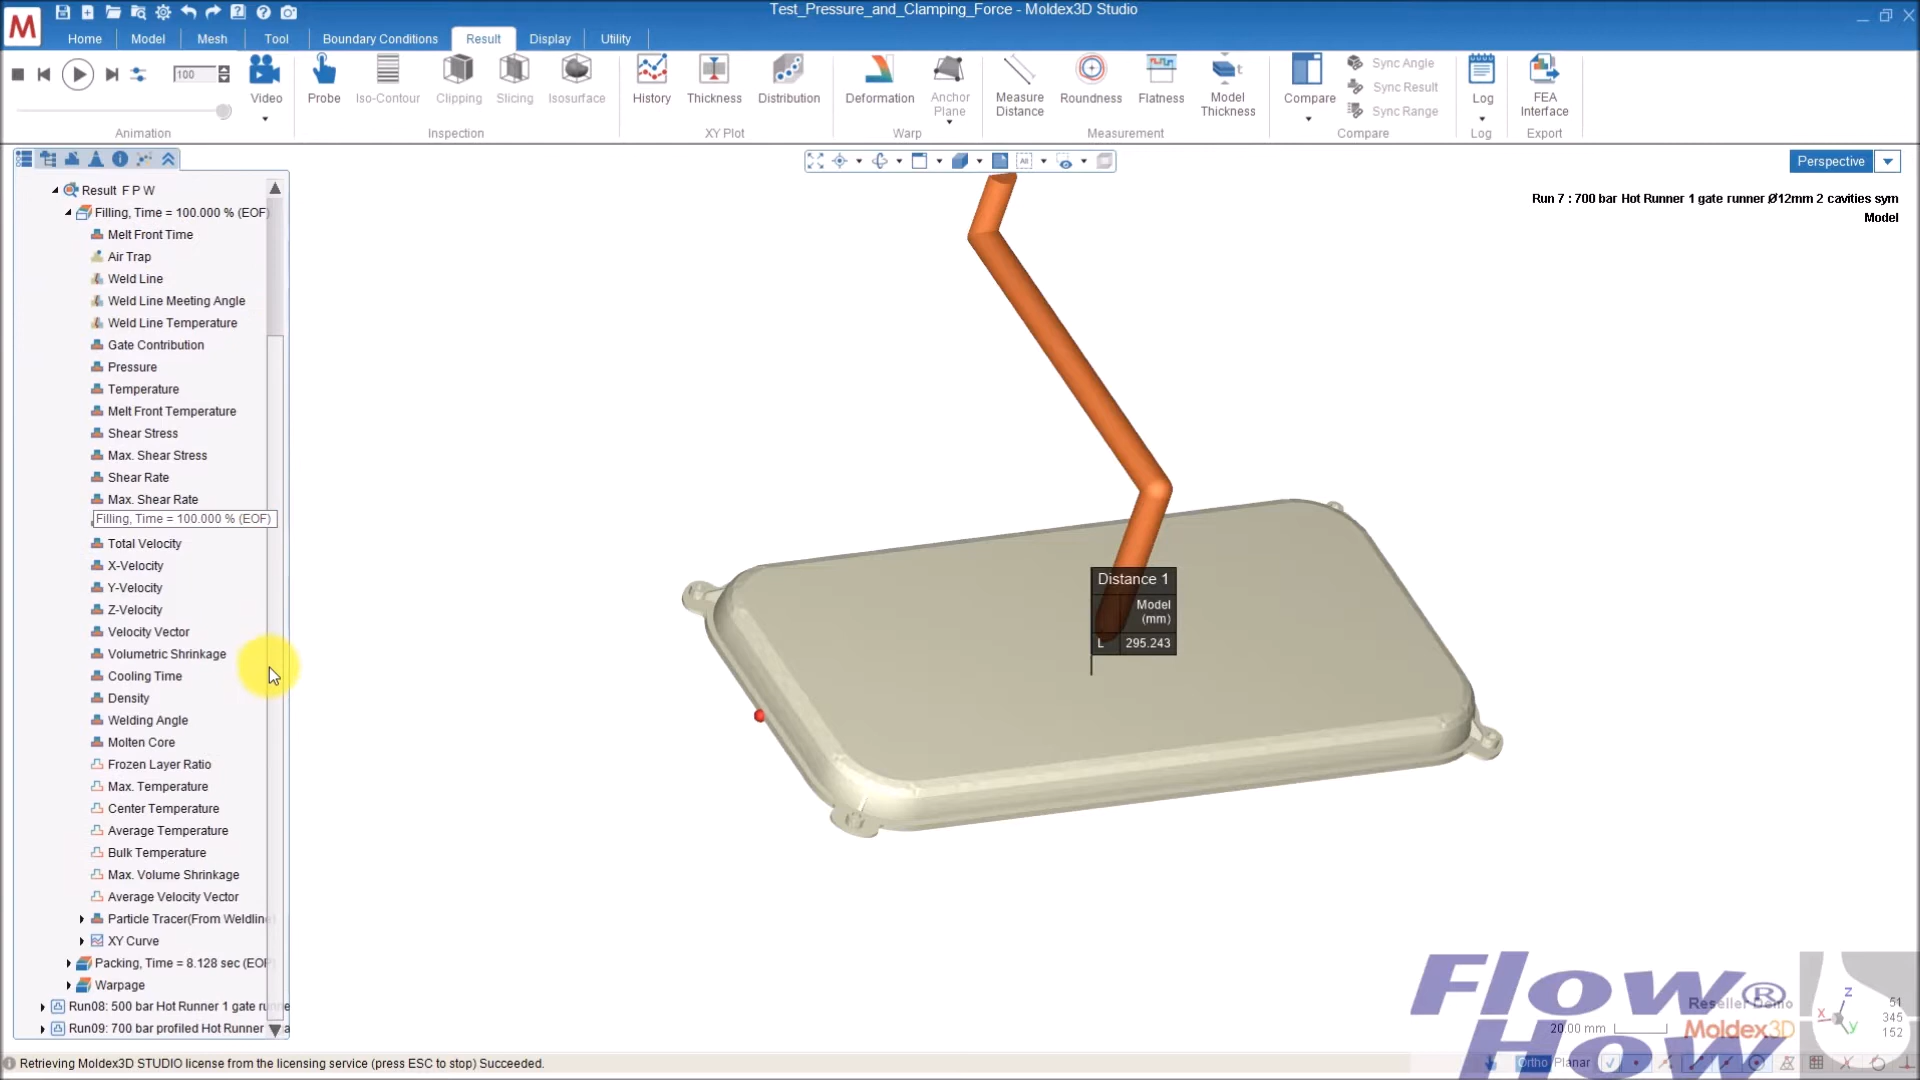 Test_Pressure_and_Clamping_Force - Moldex3D Studio
M
Home Model Mesh Tool Boundary Conditions Result Display Utility
100
Video Probe Iso-Contour Clipping Slicing Isosurface History Thickness Distribution Deformation Anchor Plane Measure Distance Roundness Flatness Model Thickness Compare Sync Angle Sync Result Sync Range Log FEA Interface
Animation Inspection XY Plot Warp Measurement Compare Log Export
Perspective
Run 7 : 700 bar Hot Runner 1 gate runner Ø12mm 2 cavities sym
Model
Result F P W
Filling, Time = 100.000 % (EOF)
Melt Front Time
Air Trap
Weld Line
Weld Line Meeting Angle
Weld Line Temperature
Gate Contribution
Pressure
Temperature
Melt Front Temperature
Shear Stress
Max. Shear Stress
Shear Rate
Max. Shear Rate
Filling, Time = 100.000 % (EOF)
Total Velocity
X-Velocity
Y-Velocity
Z-Velocity
Velocity Vector
Volumetric Shrinkage
Cooling Time
Density
Welding Angle
Molten Core
Frozen Layer Ratio
Max. Temperature
Center Temperature
Average Temperature
Bulk Temperature
Max. Volume Shrinkage
Average Velocity Vector
Particle Tracer(From Weldline
XY Curve
Packing, Time = 8.128 sec (EOP
Warpage
Run08: 500 bar Hot Runner 1 gate runne
Run09: 700 bar profiled Hot Runner
Distance 1
Model
(mm)
L 295.243
Flow®
How
Reseller Demo
Moldex3D
20.00 mm
Z
X
Y
51
345
152
Retrieving Moldex3D STUDIO license from the licensing service (press ESC to stop) Succeeded.
Ortho Planar